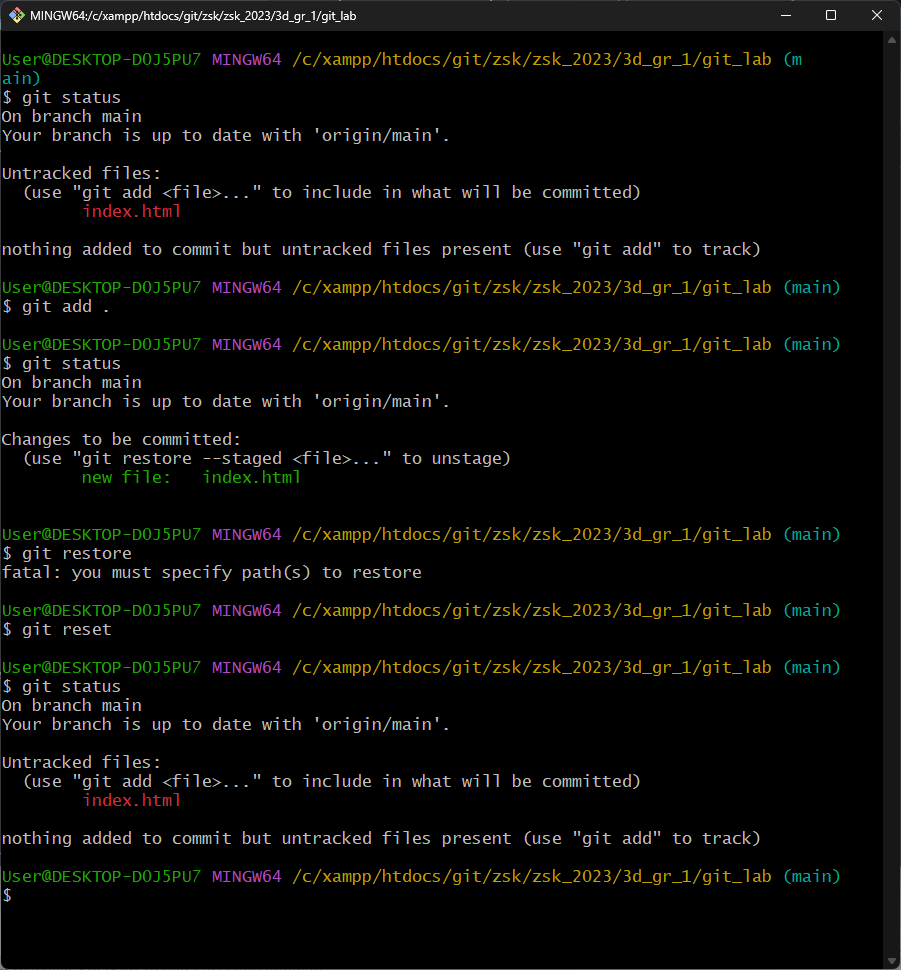 MINGW64:/c/xampp/htdocs/git/zsk/zsk_2023/3d_gr_1/git_lab
User@DESKTOP-DOJ5PU7 MINGW64 /c/xampp/htdocs/git/zsk/zsk_2023/3d_gr_1/git_lab (m
ain)
$ git status
On branch main
Your branch is up to date with 'origin/main'.
Untracked files:
  (use "git add <file>..." to include in what will be committed)
        index.html
nothing added to commit but untracked files present (use "git add" to track)
User@DESKTOP-DOJ5PU7 MINGW64 /c/xampp/htdocs/git/zsk/zsk_2023/3d_gr_1/git_lab (main)
$ git add .
User@DESKTOP-DOJ5PU7 MINGW64 /c/xampp/htdocs/git/zsk/zsk_2023/3d_gr_1/git_lab (main)
$ git status
On branch main
Your branch is up to date with 'origin/main'.
Changes to be committed:
  (use "git restore --staged <file>..." to unstage)
        new file:   index.html
User@DESKTOP-DOJ5PU7 MINGW64 /c/xampp/htdocs/git/zsk/zsk_2023/3d_gr_1/git_lab (main)
$ git restore
fatal: you must specify path(s) to restore
User@DESKTOP-DOJ5PU7 MINGW64 /c/xampp/htdocs/git/zsk/zsk_2023/3d_gr_1/git_lab (main)
$ git reset
User@DESKTOP-DOJ5PU7 MINGW64 /c/xampp/htdocs/git/zsk/zsk_2023/3d_gr_1/git_lab (main)
$ git status
On branch main
Your branch is up to date with 'origin/main'.
Untracked files:
  (use "git add <file>..." to include in what will be committed)
        index.html
nothing added to commit but untracked files present (use "git add" to track)
User@DESKTOP-DOJ5PU7 MINGW64 /c/xampp/htdocs/git/zsk/zsk_2023/3d_gr_1/git_lab (main)
$